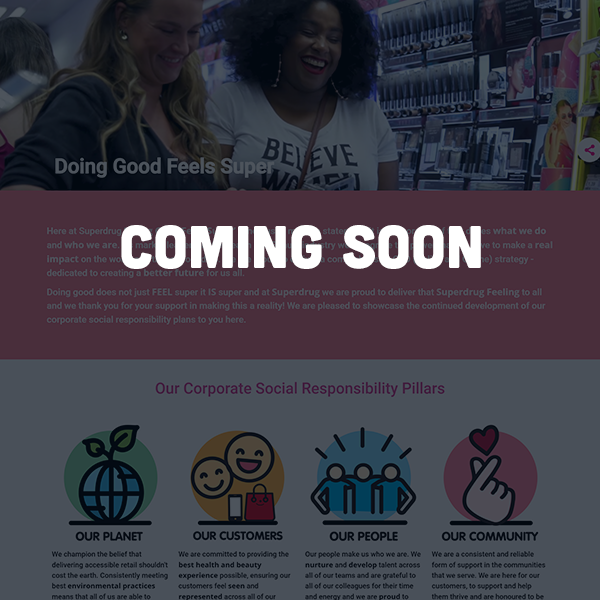 BELIEVE
WOMEN
Doing Good Feels Super
Here at Superdrug
what we do
and who we are.
to make a real
impact on the
strategy -
dedicated to creating a better future for us all.
COMING SOON
Doing good does not just FEEL super it IS super and at Superdrug we are proud to deliver that Superdrug Feeling to all
and we thank you for your support in making this a reality! We are pleased to showcase the continued development of our
corporate social responsibility plans to you here.
Our Corporate Social Responsibility Pillars
OUR PLANET
We champion the belief that
delivering accessible retail shouldn't
cost the earth. Consistently meeting
best environmental practices
means that all of us are able to
OUR CUSTOMERS
We are committed to providing the
best health and beauty
experience possible, ensuring our
customers feel seen and
represented across all of our
OUR PEOPLE
Our people make us who we are. We
nurture and develop talent across
all of our teams and are grateful to
all of our colleagues for their time
and energy and we are proud to
OUR COMMUNITY
We are a consistent and reliable
form of support in the communities
that we serve. We are here for our
customers, to support and help
them thrive and are honoured to be